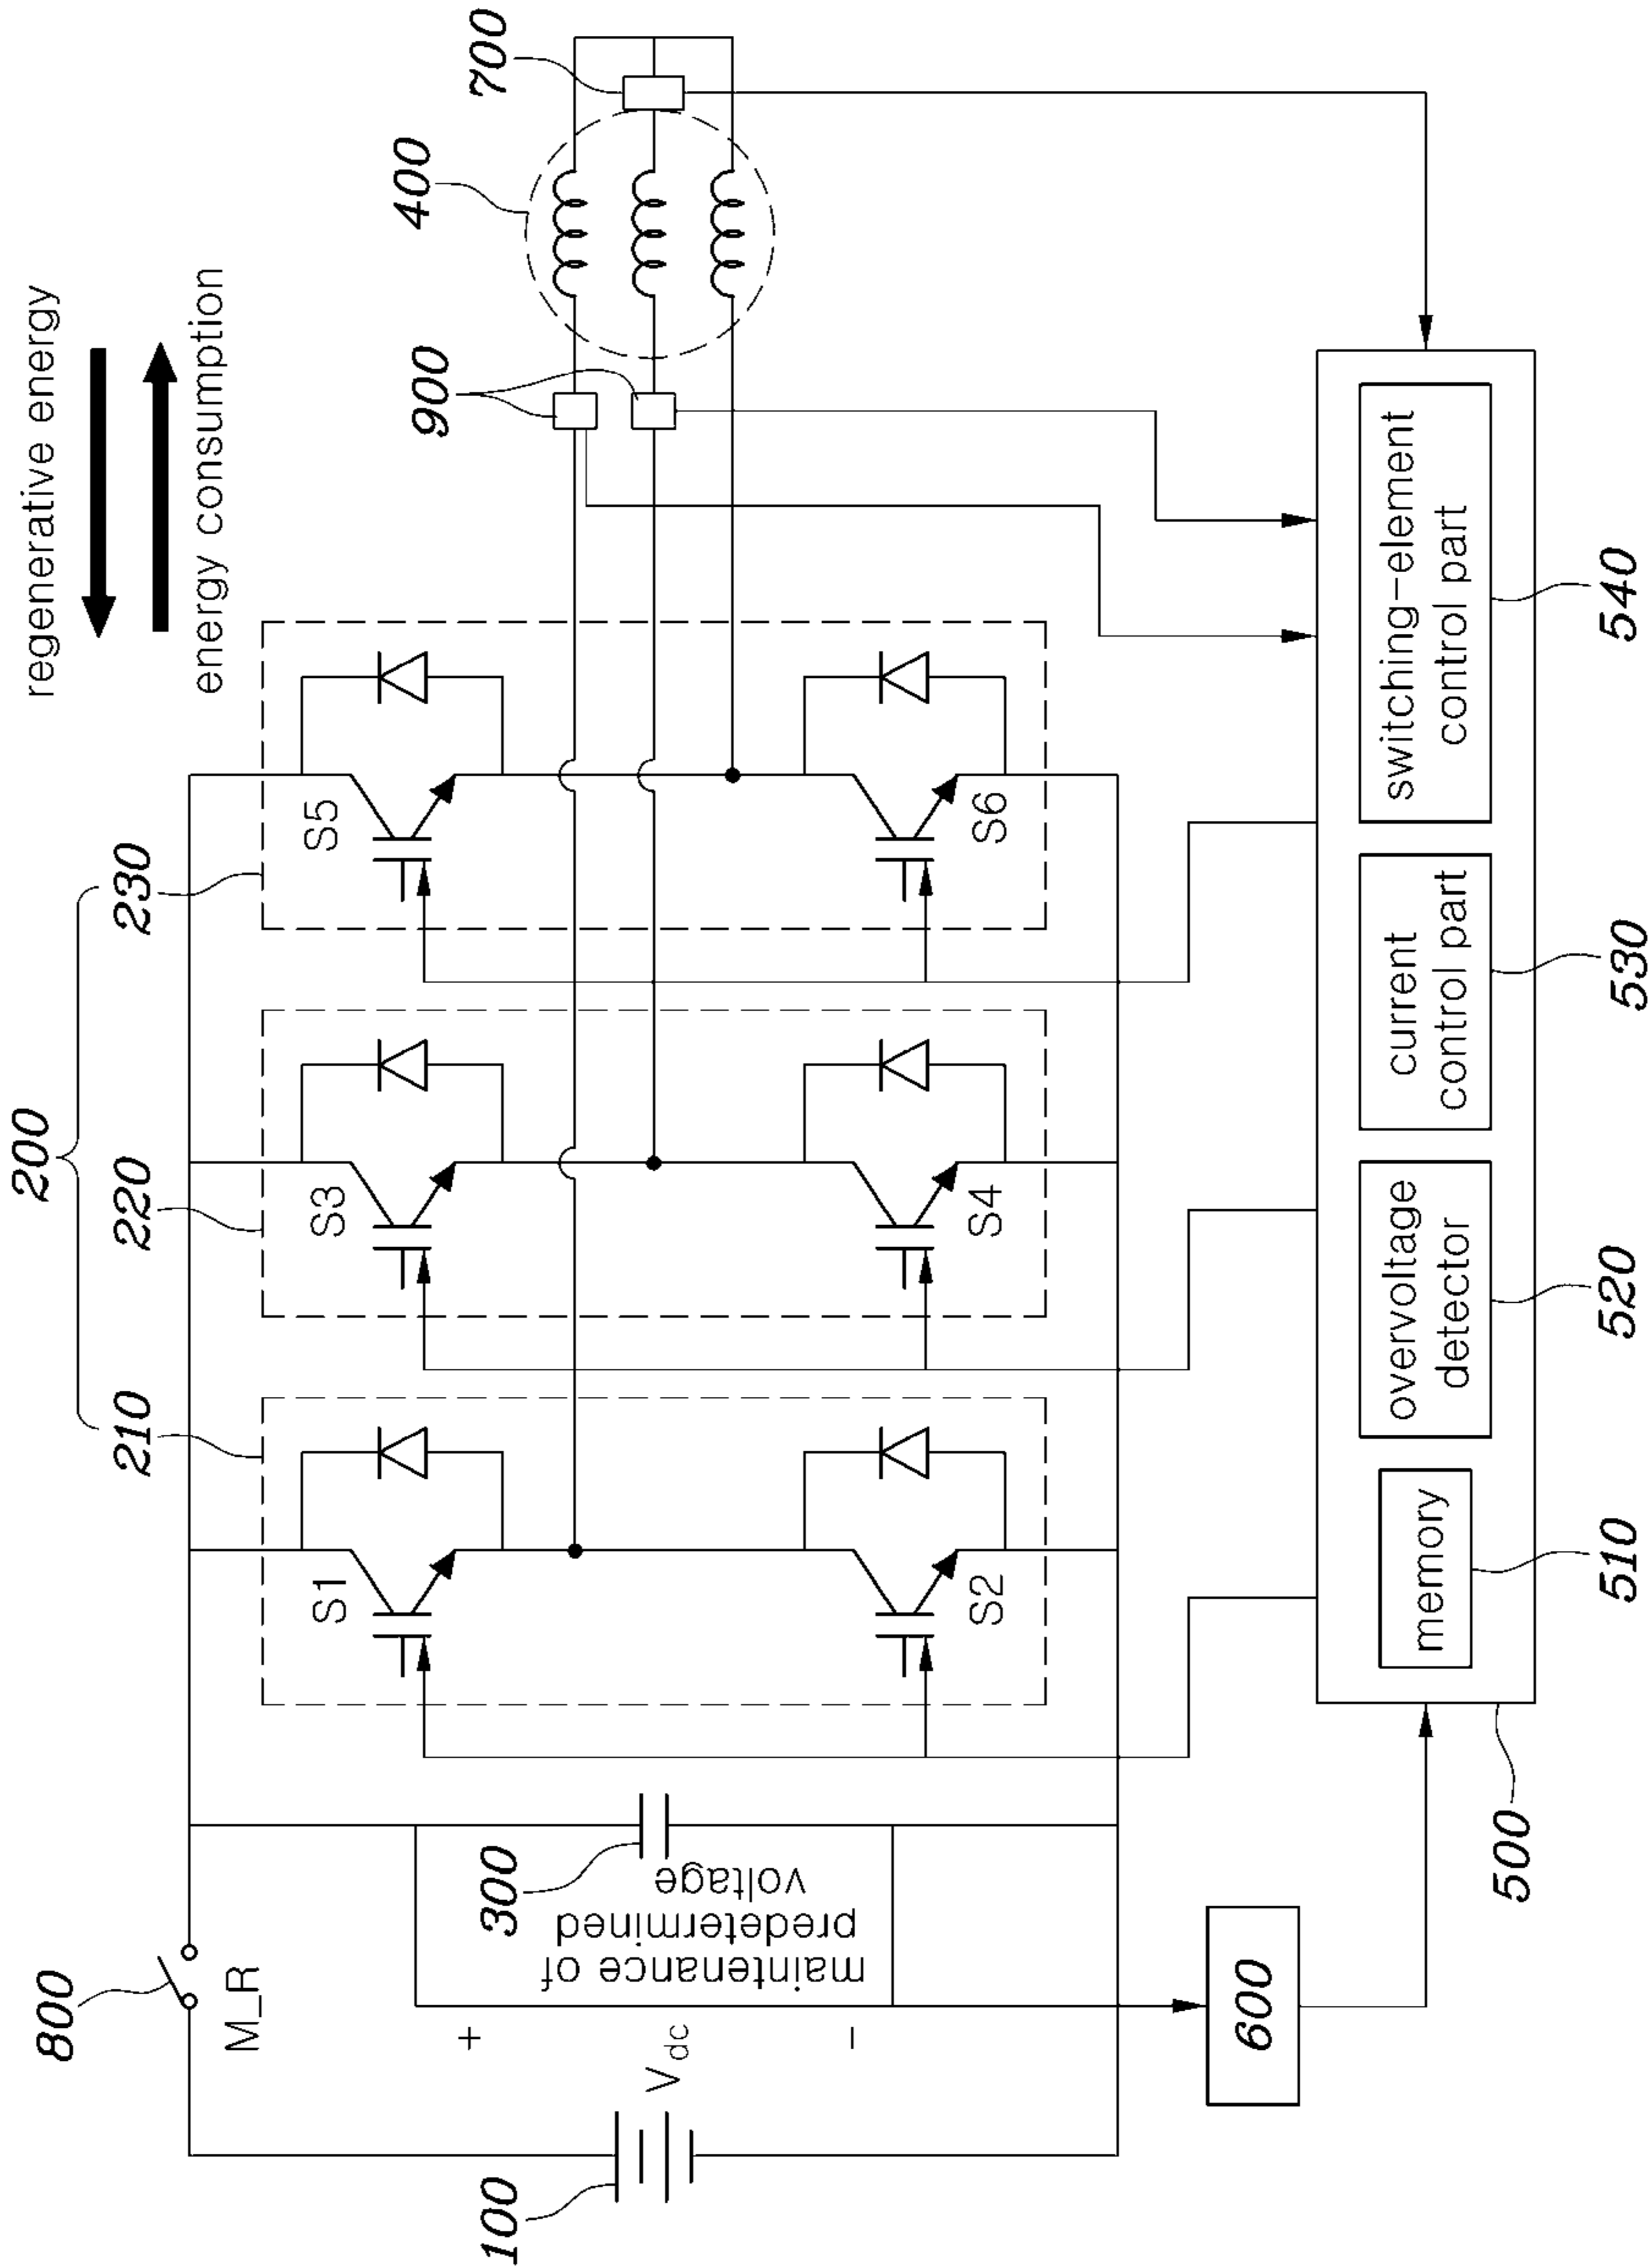 regenerative energy
energy consumption
200
210
220
230
800
M_R
100
+
V dc
−
300
maintenance of
predetermined
voltage
S1
S2
S3
S4
S5
S6
900
400
700
600
500
memory
overvoltage
detector
current
control part
switching-element
control part
510
520
530
540